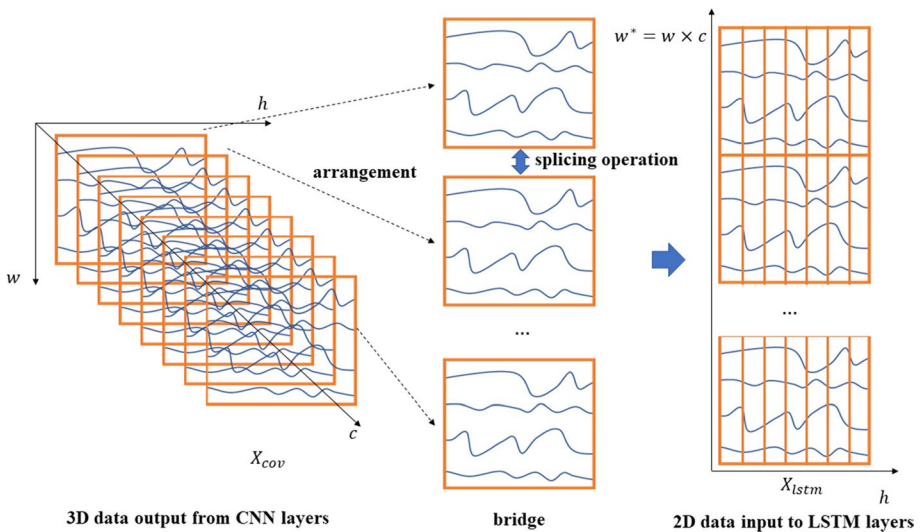 w* = w × c
h
splicing operation
arrangement
w
...
...
c
X_cov
X_lstm
h
3D data output from CNN layers
bridge
2D data input to LSTM layers